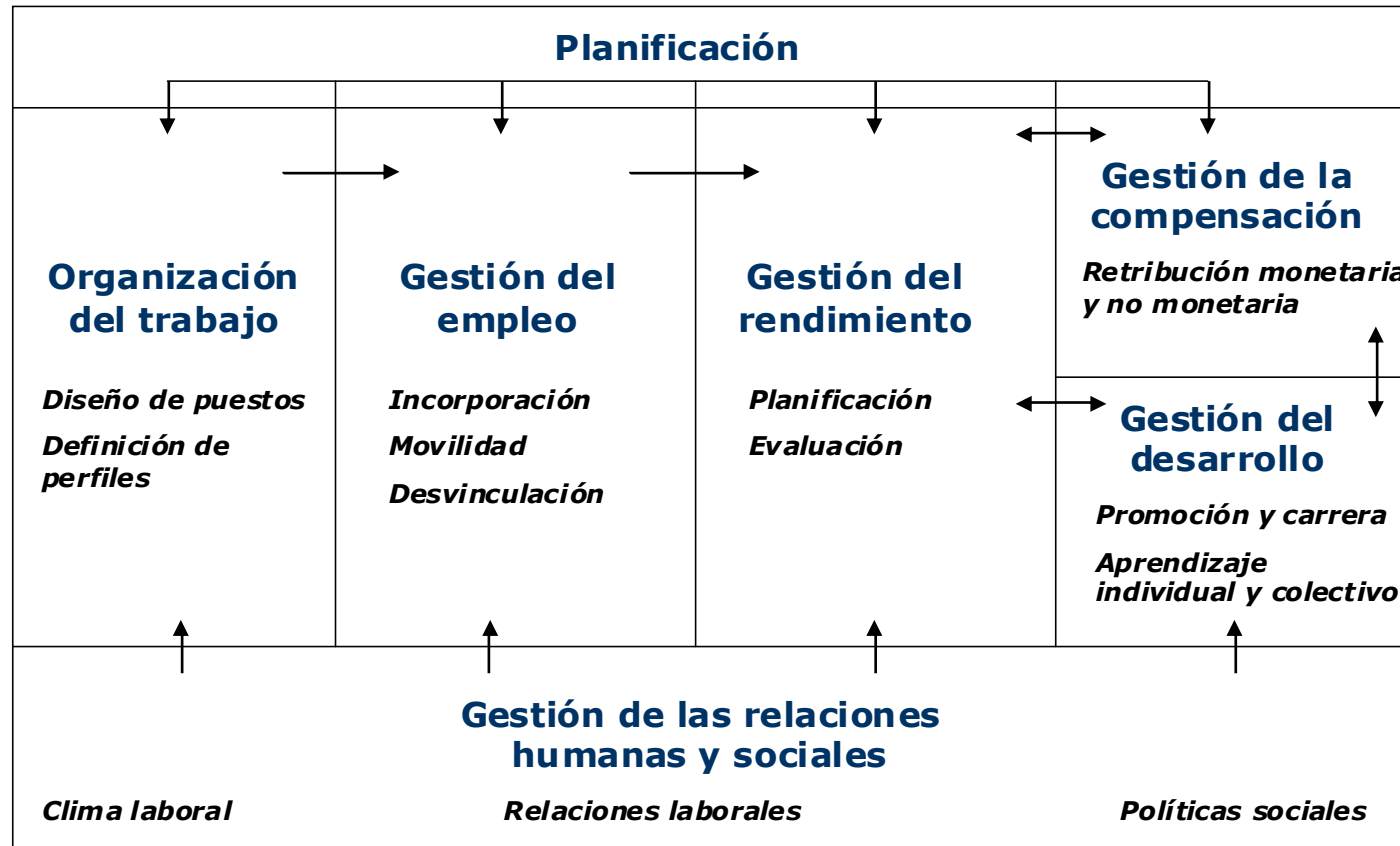 Planificación
Organización
del trabajo
Diseño de puestos
Definición de
perfiles
Gestión del
empleo
Incorporación
Movilidad
Desvinculación
Gestión del
rendimiento
Planificación
Evaluación
Gestión de la
compensación
Retribución monetaria
y no monetaria
Gestión del
desarrollo
Promoción y carrera
Aprendizaje
individual y colectivo
Gestión de las relaciones
humanas y sociales
Clima laboral
Relaciones laborales
Políticas sociales